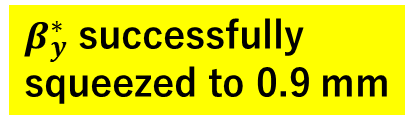 β*y successfully
squeezed to 0.9 mm